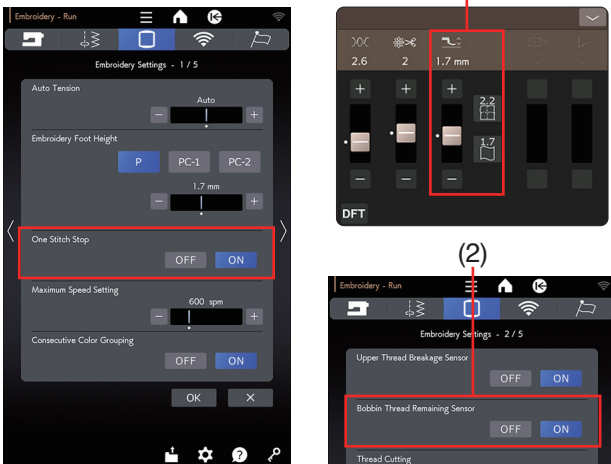 Embroidery - Run
Embroidery Settings - 1 / 5
Auto Tension
Auto
− +
Embroidery Foot Height
P PC-1 PC-2
1.7 mm
− +
One Stitch Stop
OFF ON
Maximum Speed Setting
600 spm
− +
Consecutive Color Grouping
OFF ON
OK ×
2.6 2 1.7 mm
+ + +
2.2
1.7
− − −
DFT
(2)
Embroidery - Run
Embroidery Settings - 2 / 5
Upper Thread Breakage Sensor
OFF ON
Bobbin Thread Remaining Sensor
OFF ON
Thread Cutting